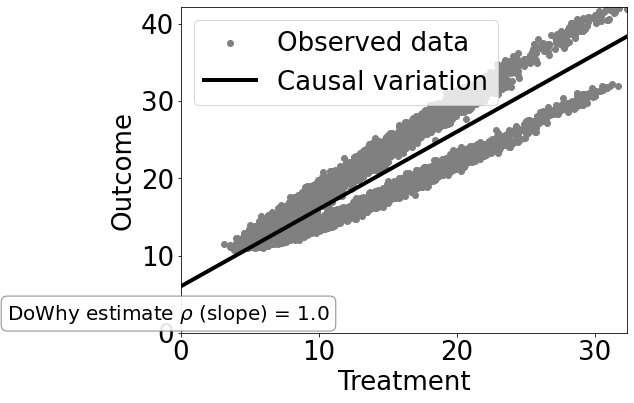 40
Observed data
Causal variation
30
20
10
0
Outcome
DoWhy estimate ρ (slope) = 1.0
0 10 20 30
Treatment